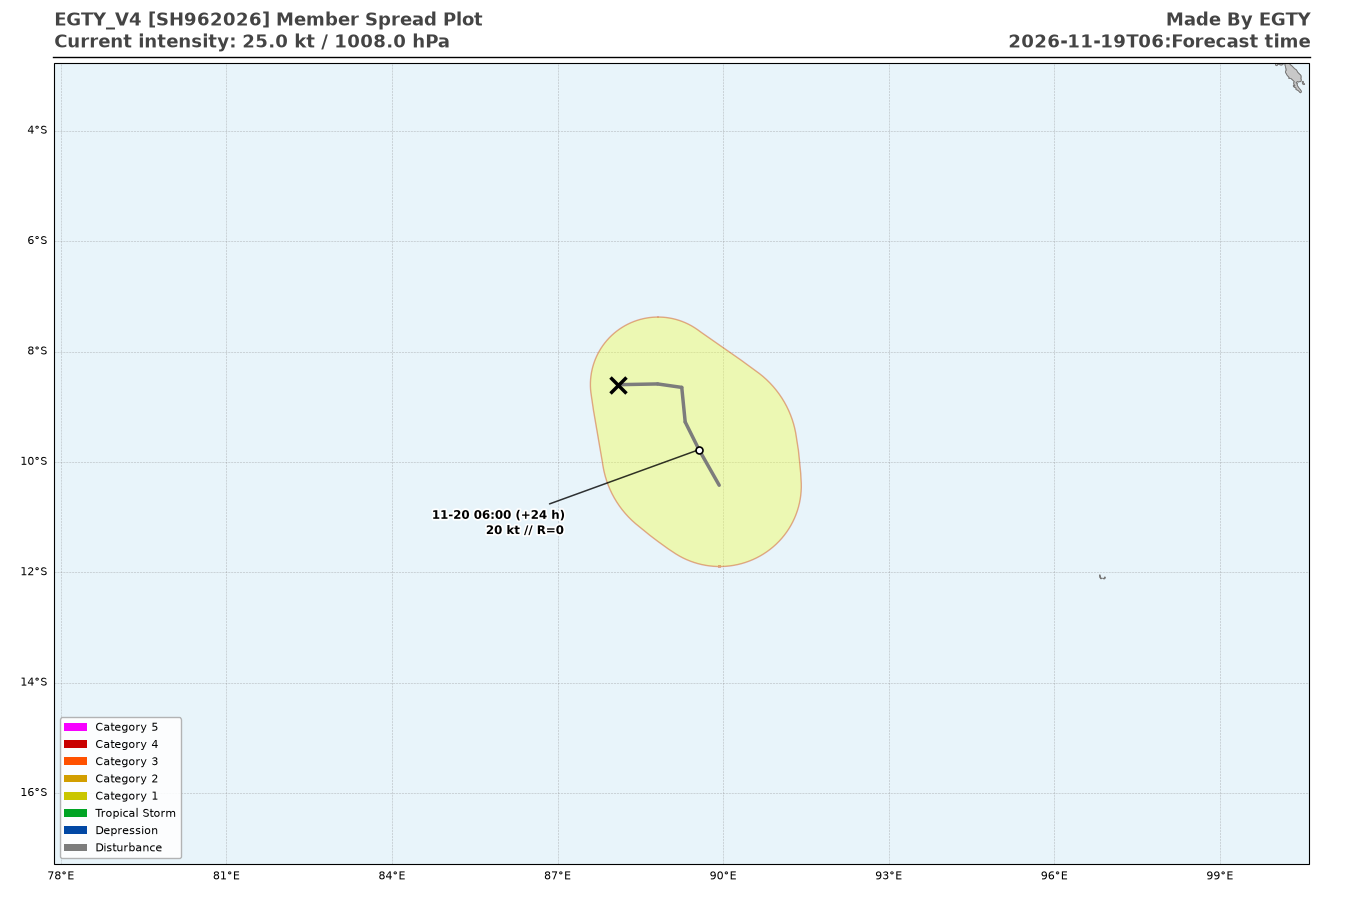 EGTY_V4 [SH962026] Member Spread Plot
Made By EGTY
Current intensity: 25.0 kt / 1008.0 hPa
2026-11-19T06:Forecast time
4°S
6°S
8°S
10°S
11-20 06:00 (+24 h)
20 kt // R=0
12°S
14°S
16°S
Category 5
Category 4
Category 3
Category 2
Category 1
Tropical Storm
Depression
Disturbance
78°E
81°E
84°E
87°E
90°E
93°E
96°E
99°E